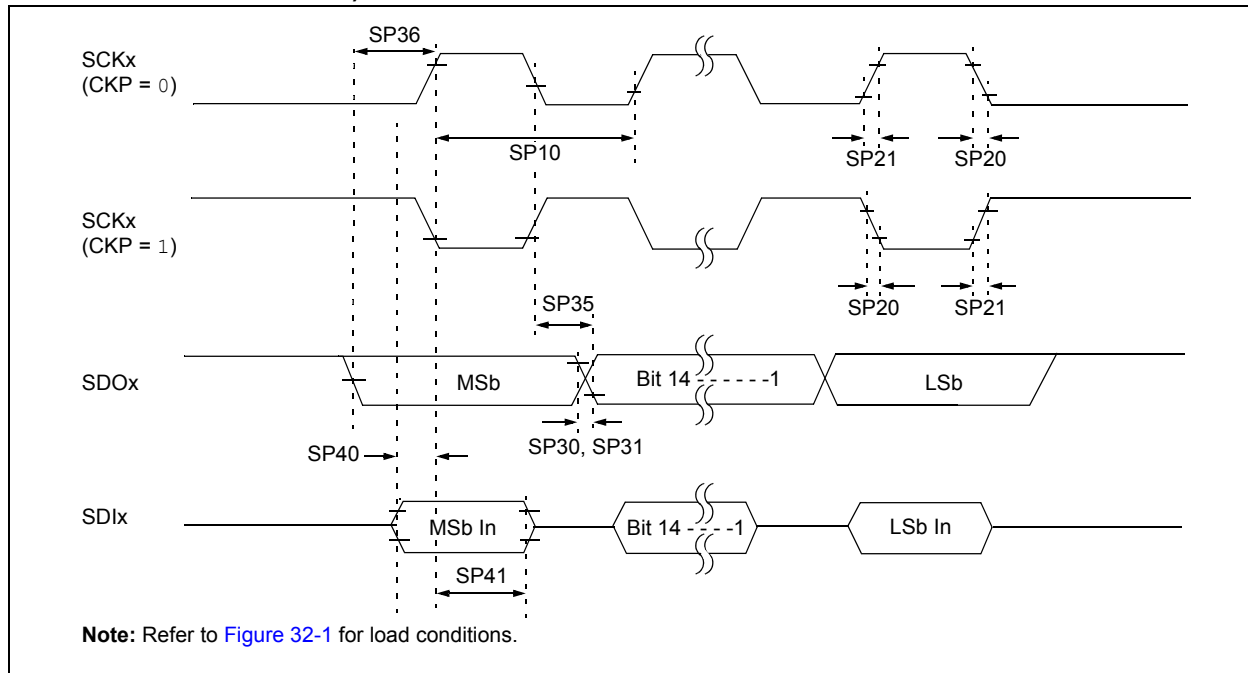 SP36
SCKx
(CKP = 0)
SP10
SP21
SP20
SCKx
(CKP = 1)
SP35
SP20
SP21
SDOx
MSb
Bit 14 - - - - - -1
LSb
SP40
SP30, SP31
SDIx
MSb In
Bit 14 - - - -1
LSb In
SP41
Note: Refer to Figure 32-1 for load conditions.